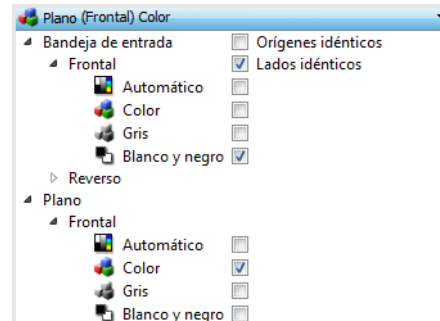 Plano (Frontal) Color
Bandeja de entrada Orígenes idénticos
Frontal Lados idénticos
Automático
Color
Gris
Blanco y negro
Reverso
Plano
Frontal
Automático
Color
Gris
Blanco y negro